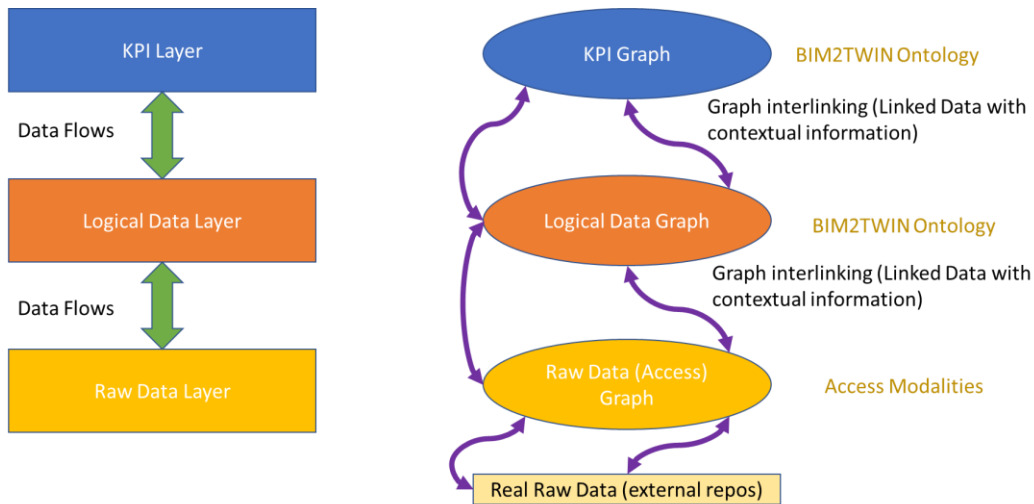 KPI Layer
Data Flows
Logical Data Layer
Data Flows
Raw Data Layer
KPI Graph
BIM2TWIN Ontology
Graph interlinking (Linked Data with
contextual information)
Logical Data Graph
BIM2TWIN Ontology
Graph interlinking (Linked Data with
contextual information)
Raw Data (Access)
Graph
Access Modalities
Real Raw Data (external repos)